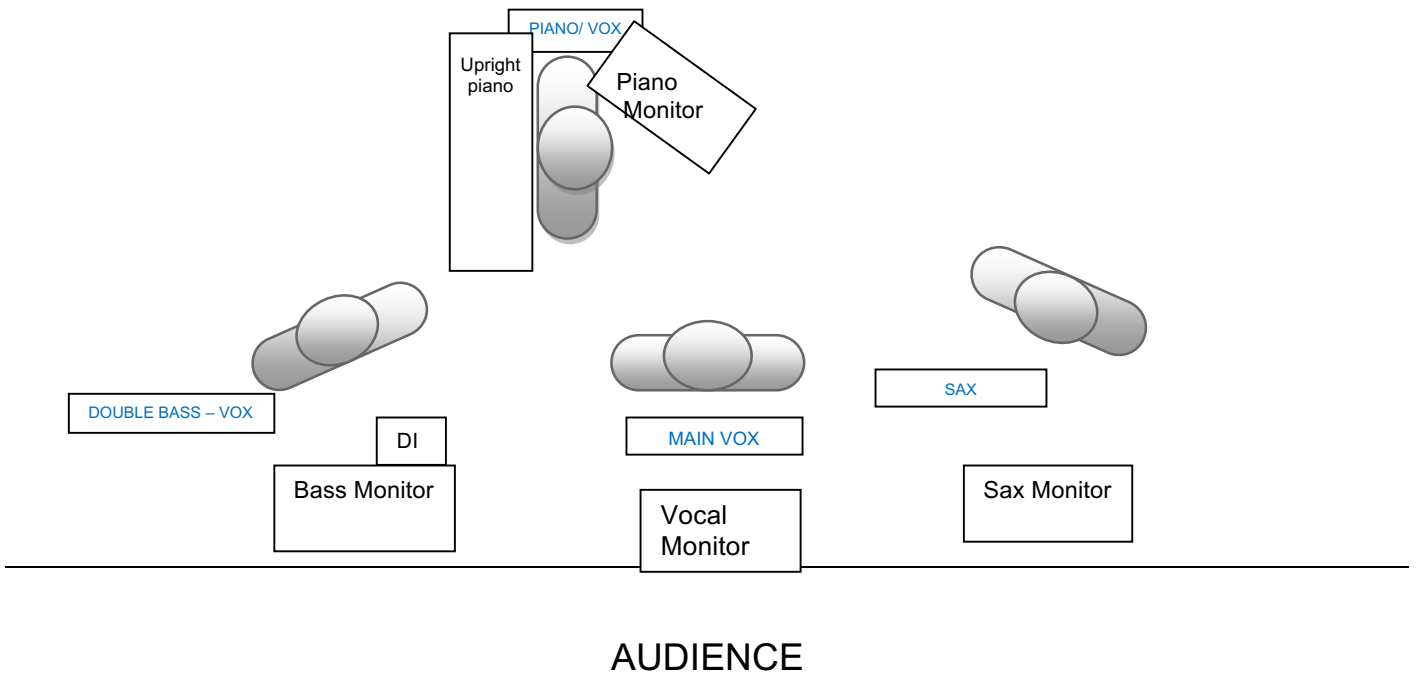 PIANO/ VOX
Upright
piano
Piano
Monitor
DOUBLE BASS – VOX
DI
Bass Monitor
MAIN VOX
Vocal
Monitor
SAX
Sax Monitor
AUDIENCE